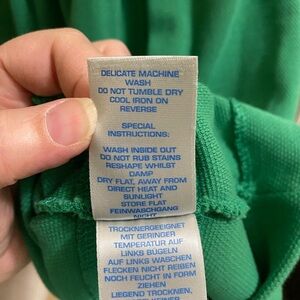 DELICATE MACHINE
WASH
DO NOT TUMBLE DRY
COOL IRON ON
REVERSE
SPECIAL
INSTRUCTIONS:
WASH INSIDE OUT
DO NOT RUB STAINS
RESHAPE WHILST
DAMP
DRY FLAT, AWAY FROM
DIRECT HEAT AND
SUNLIGHT
STORE FLAT
FEINWASCHGANG
NICHT
TROCKNERGEEIGNET
MIT GERINGER
TEMPERATUR AUF
LINKS BÜGELN
AUF LINKS WASCHEN
FLECKEN NICHT REIBEN
NOCH FEUCHT IN FORM
ZIEHEN
LIEGEND TROCKNEN,